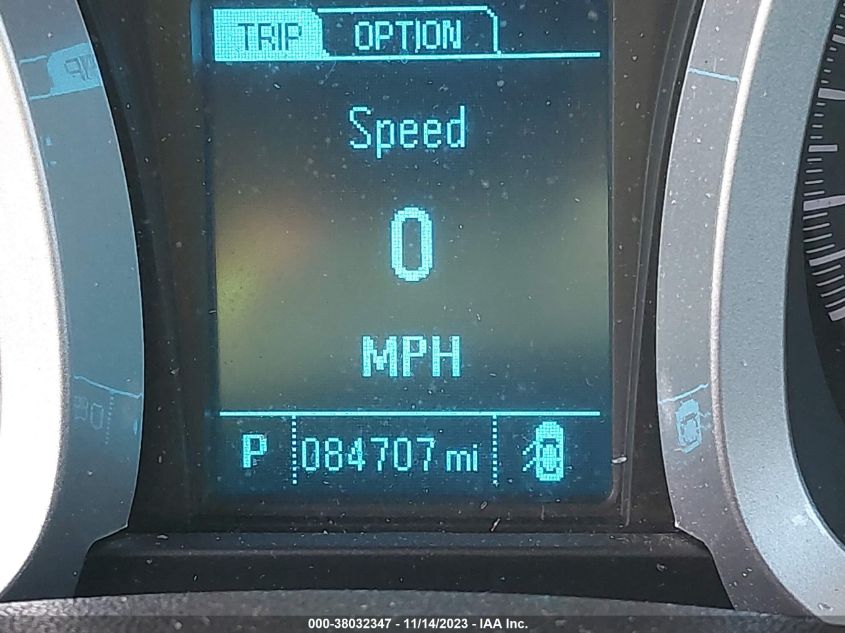 TRIP OPTION
Speed
0
MPH
P 084707 mi
000-38032347 - 11/14/2023 - IAA Inc.